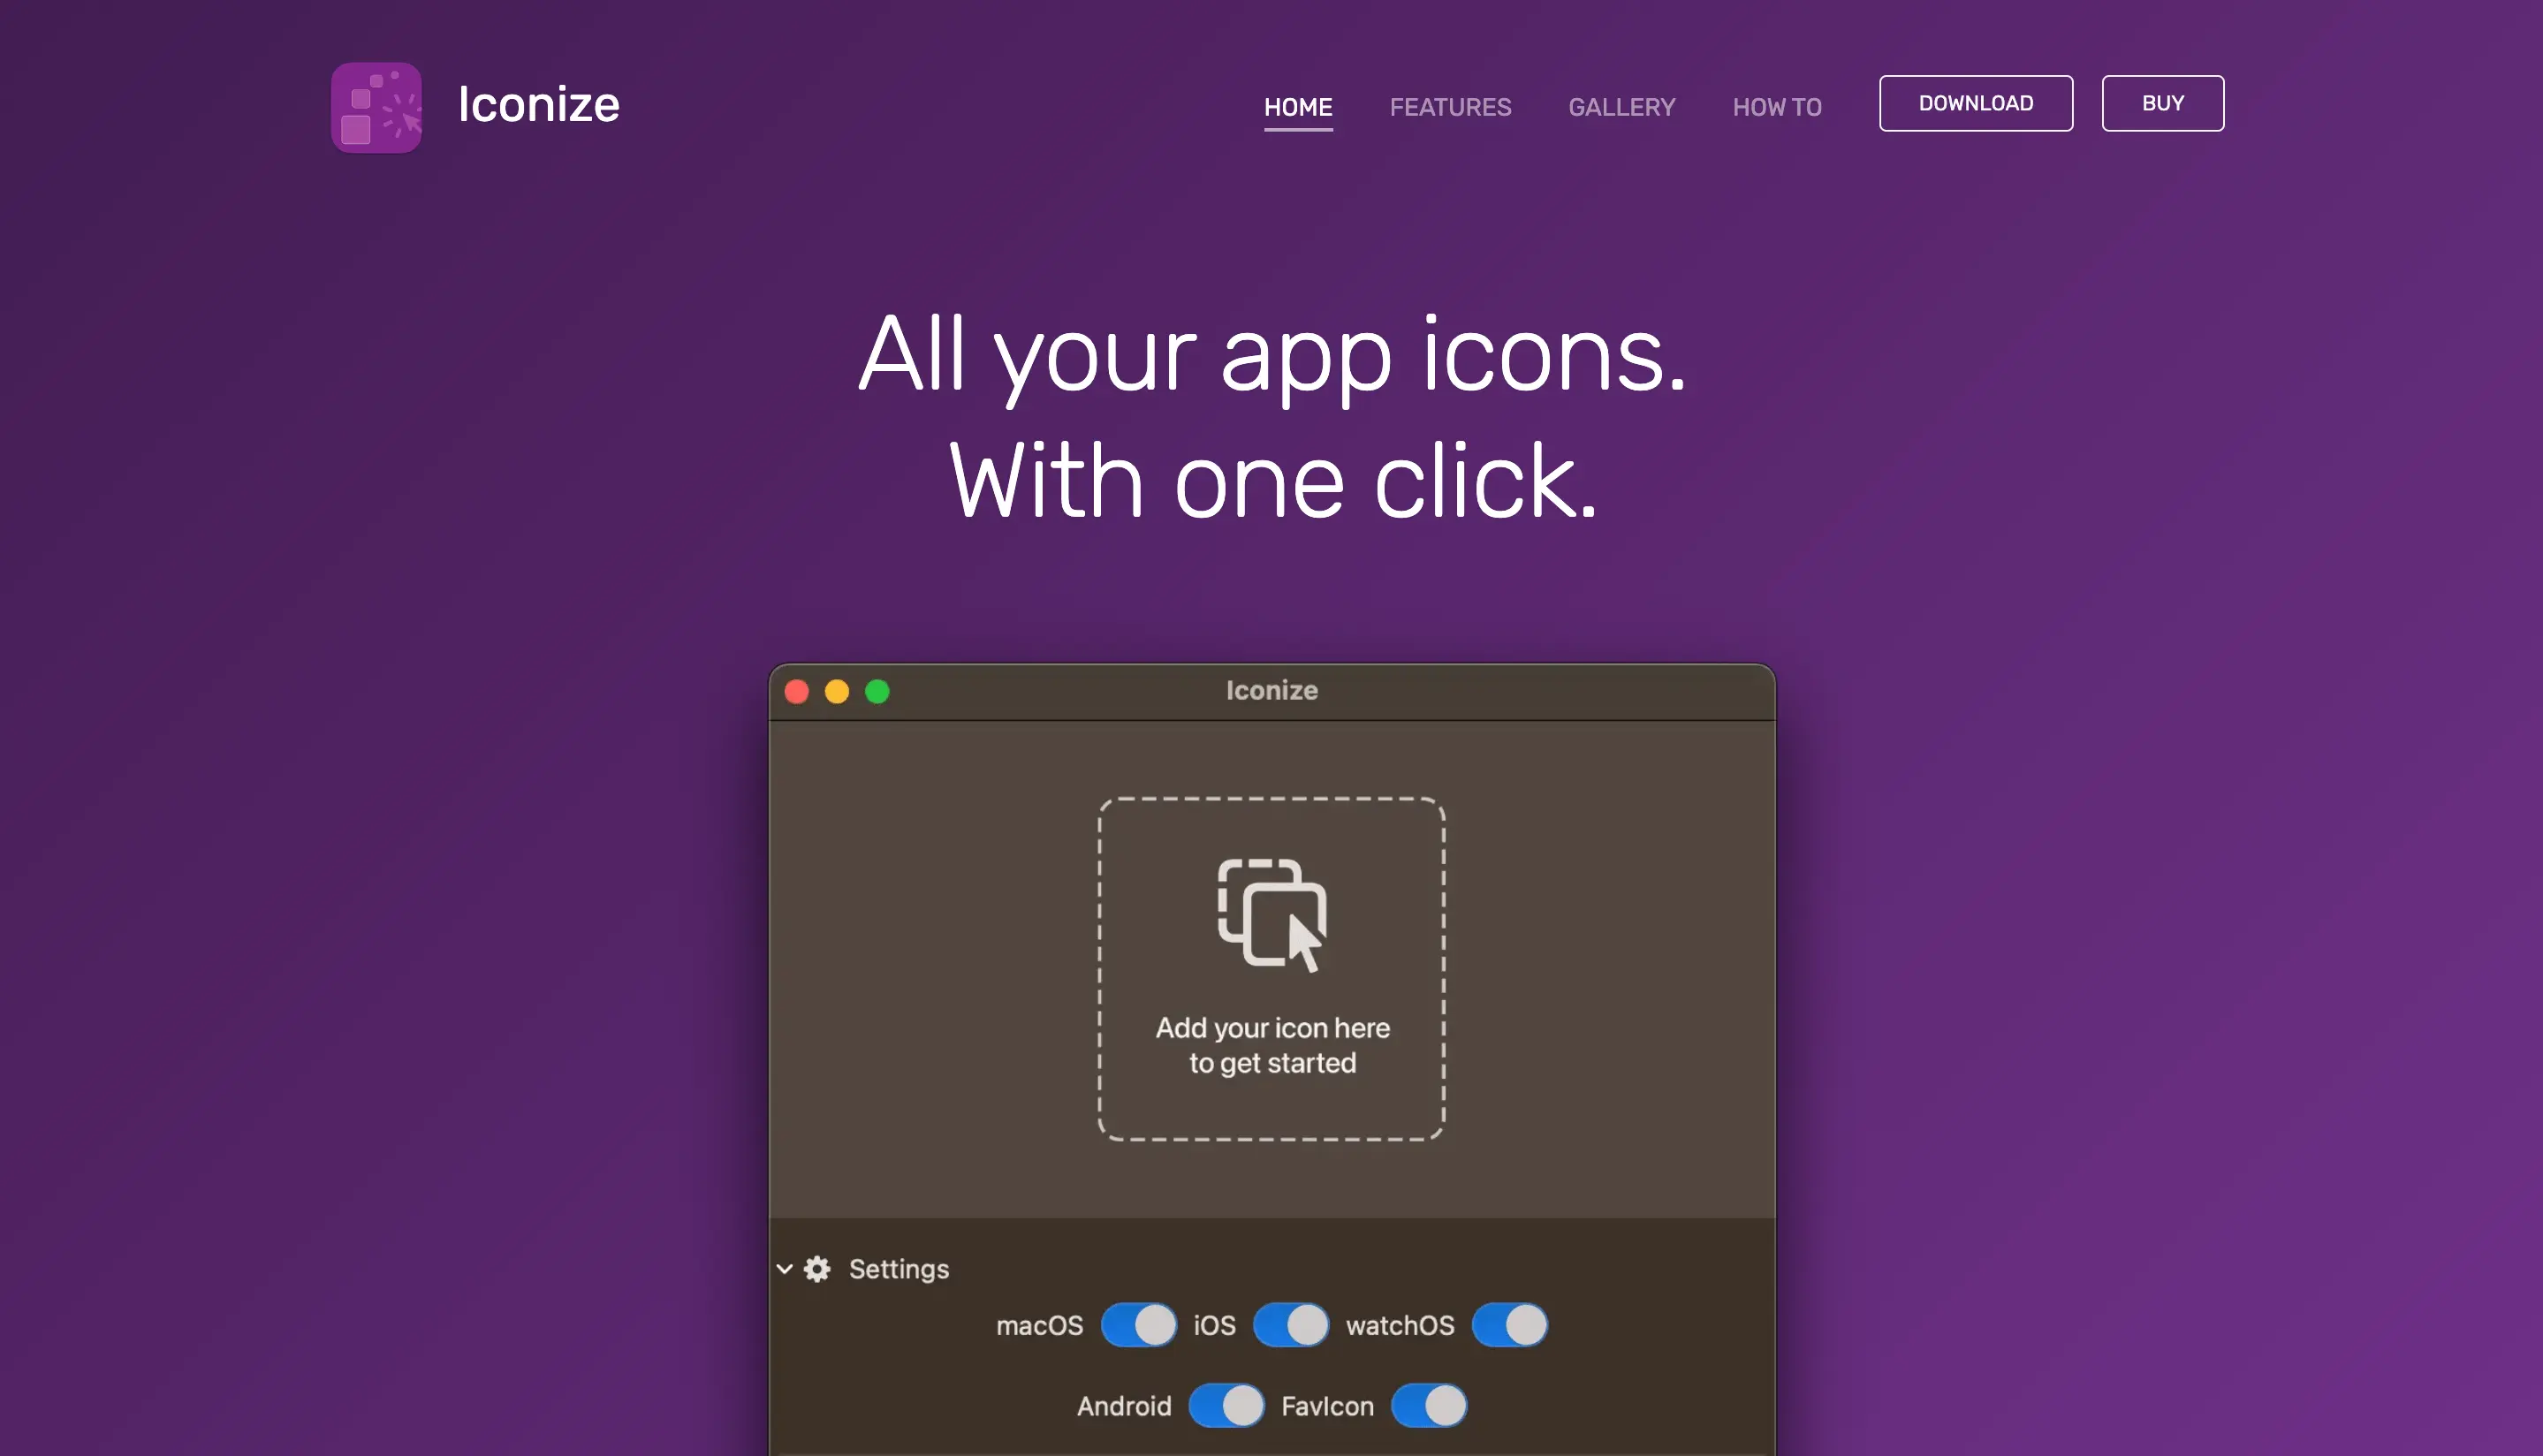 Iconize
HOME FEATURES GALLERY HOW TO DOWNLOAD BUY
All your app icons.
With one click.
Iconize
Add your icon here
to get started
Settings
macOS iOS watchOS
Android FavIcon